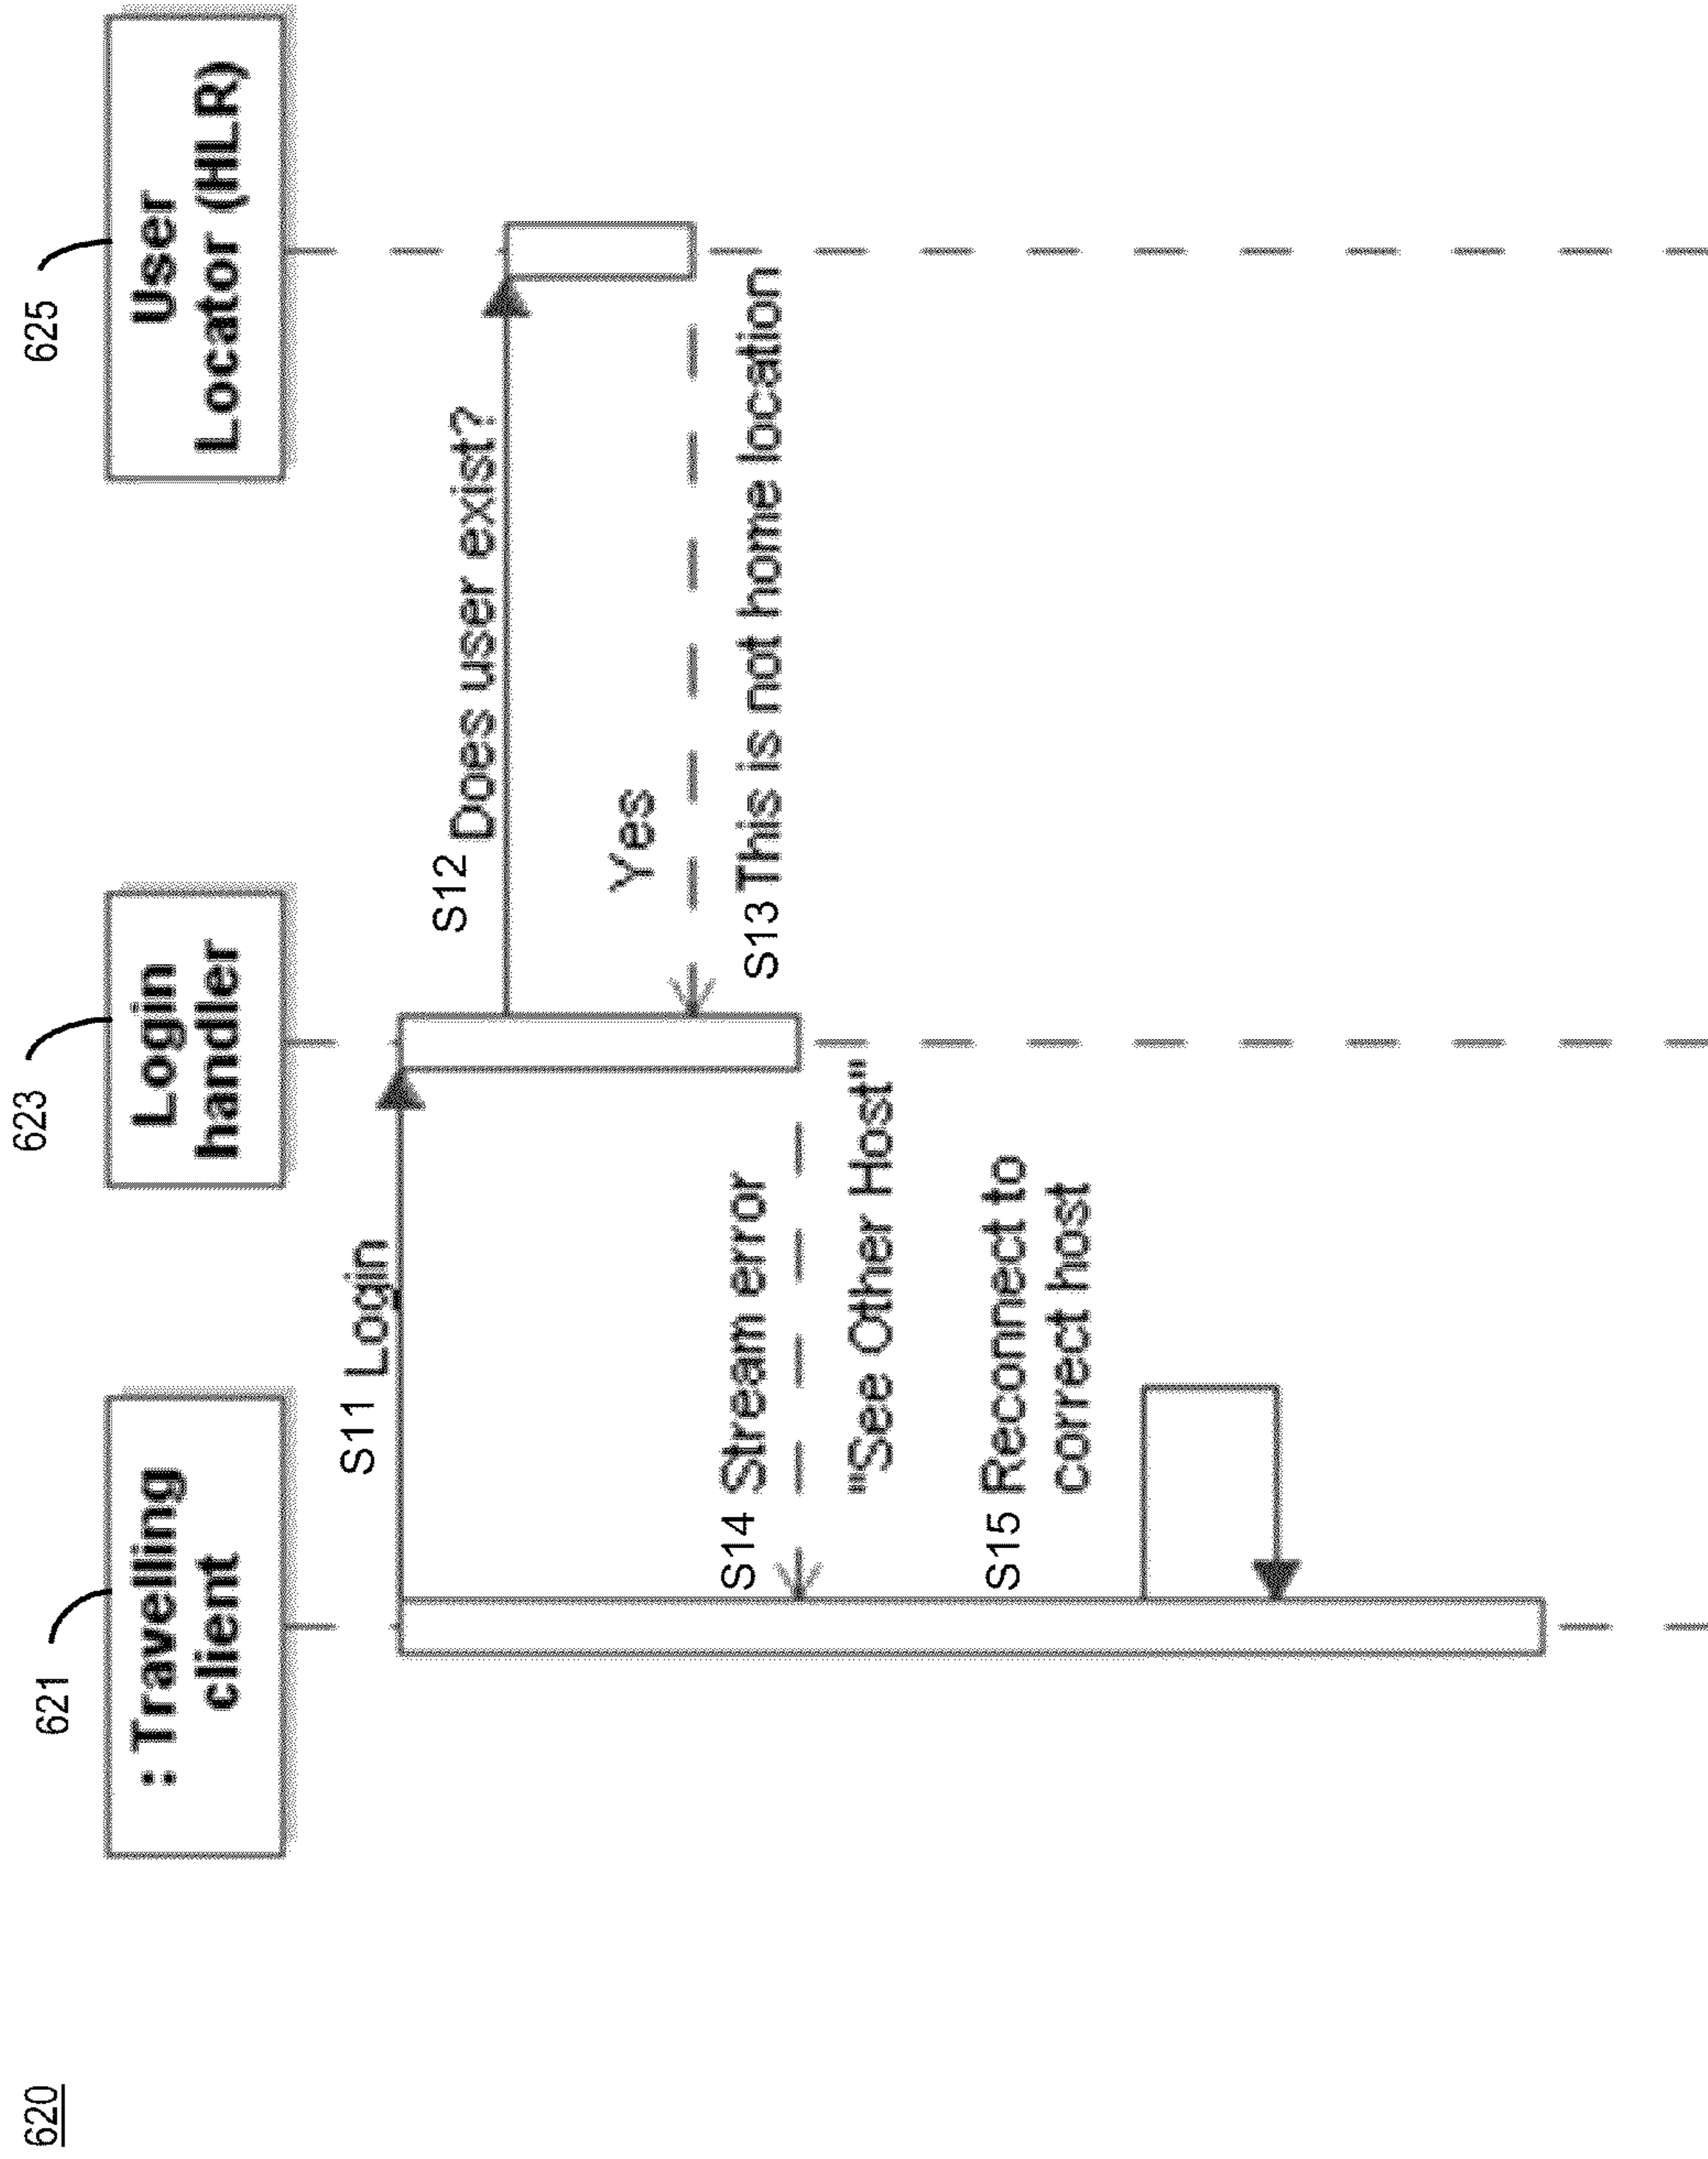 620
621
: Travelling
client
623
Login
handler
625
User
Locator (HLR)
S11 Login
S12 Does user exist?
Yes
S13 This is not home location
S14 Stream error
"See Other Host"
S15 Reconnect to
correct host